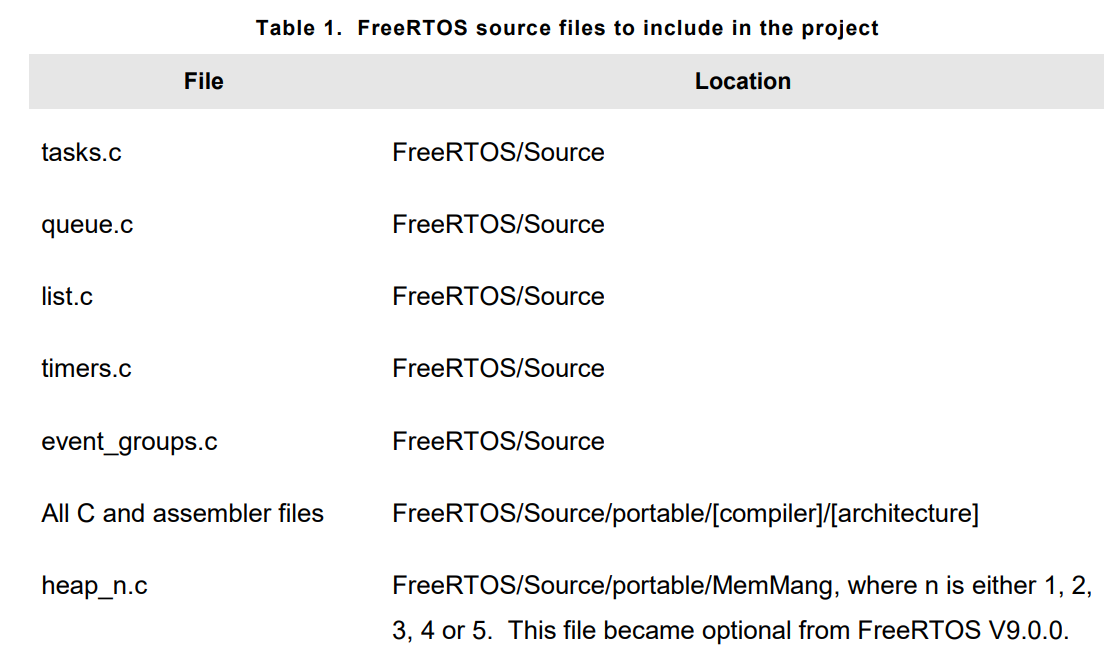 Table 1. FreeRTOS source files to include in the project
File Location
tasks.c FreeRTOS/Source
queue.c FreeRTOS/Source
list.c FreeRTOS/Source
timers.c FreeRTOS/Source
event_groups.c FreeRTOS/Source
All C and assembler files FreeRTOS/Source/portable/[compiler]/[architecture]
heap_n.c FreeRTOS/Source/portable/MemMang, where n is either 1, 2,
3, 4 or 5. This file became optional from FreeRTOS V9.0.0.